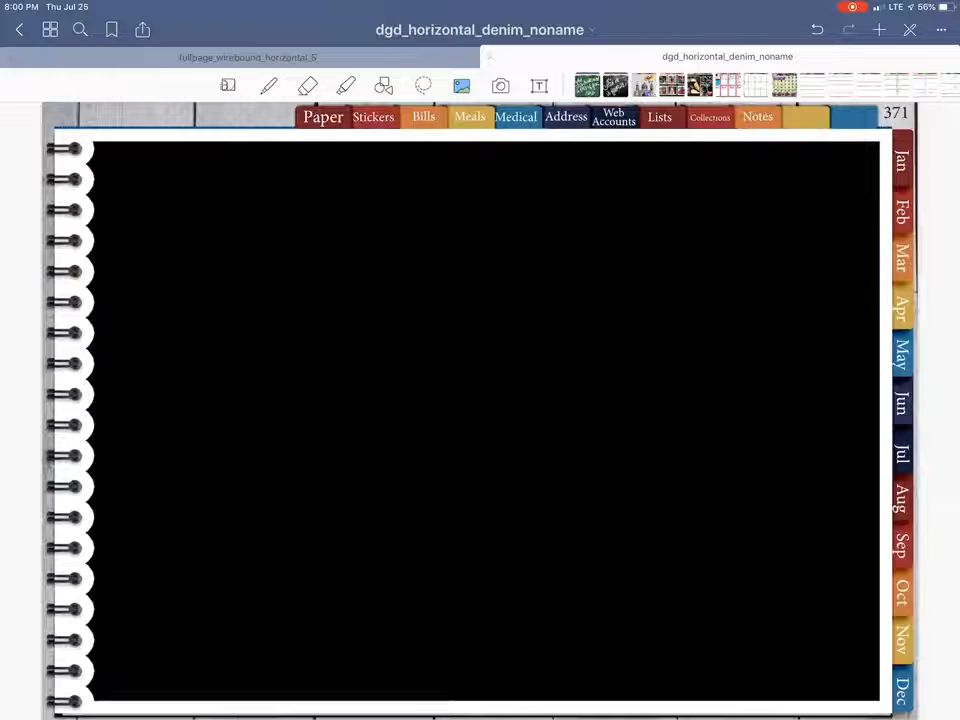 8:00 PM Thu Jul 25
LTE 56%
dgd_horizontal_denim_noname
fullpage_wirebound_horizontal_5
dgd_horizontal_denim_noname
Paper Stickers Bills Meals Medical Address Web Accounts Lists Collections Notes
371
Jan
Feb
Mar
Apr
May
Jun
Jul
Aug
Sep
Oct
Nov
Dec